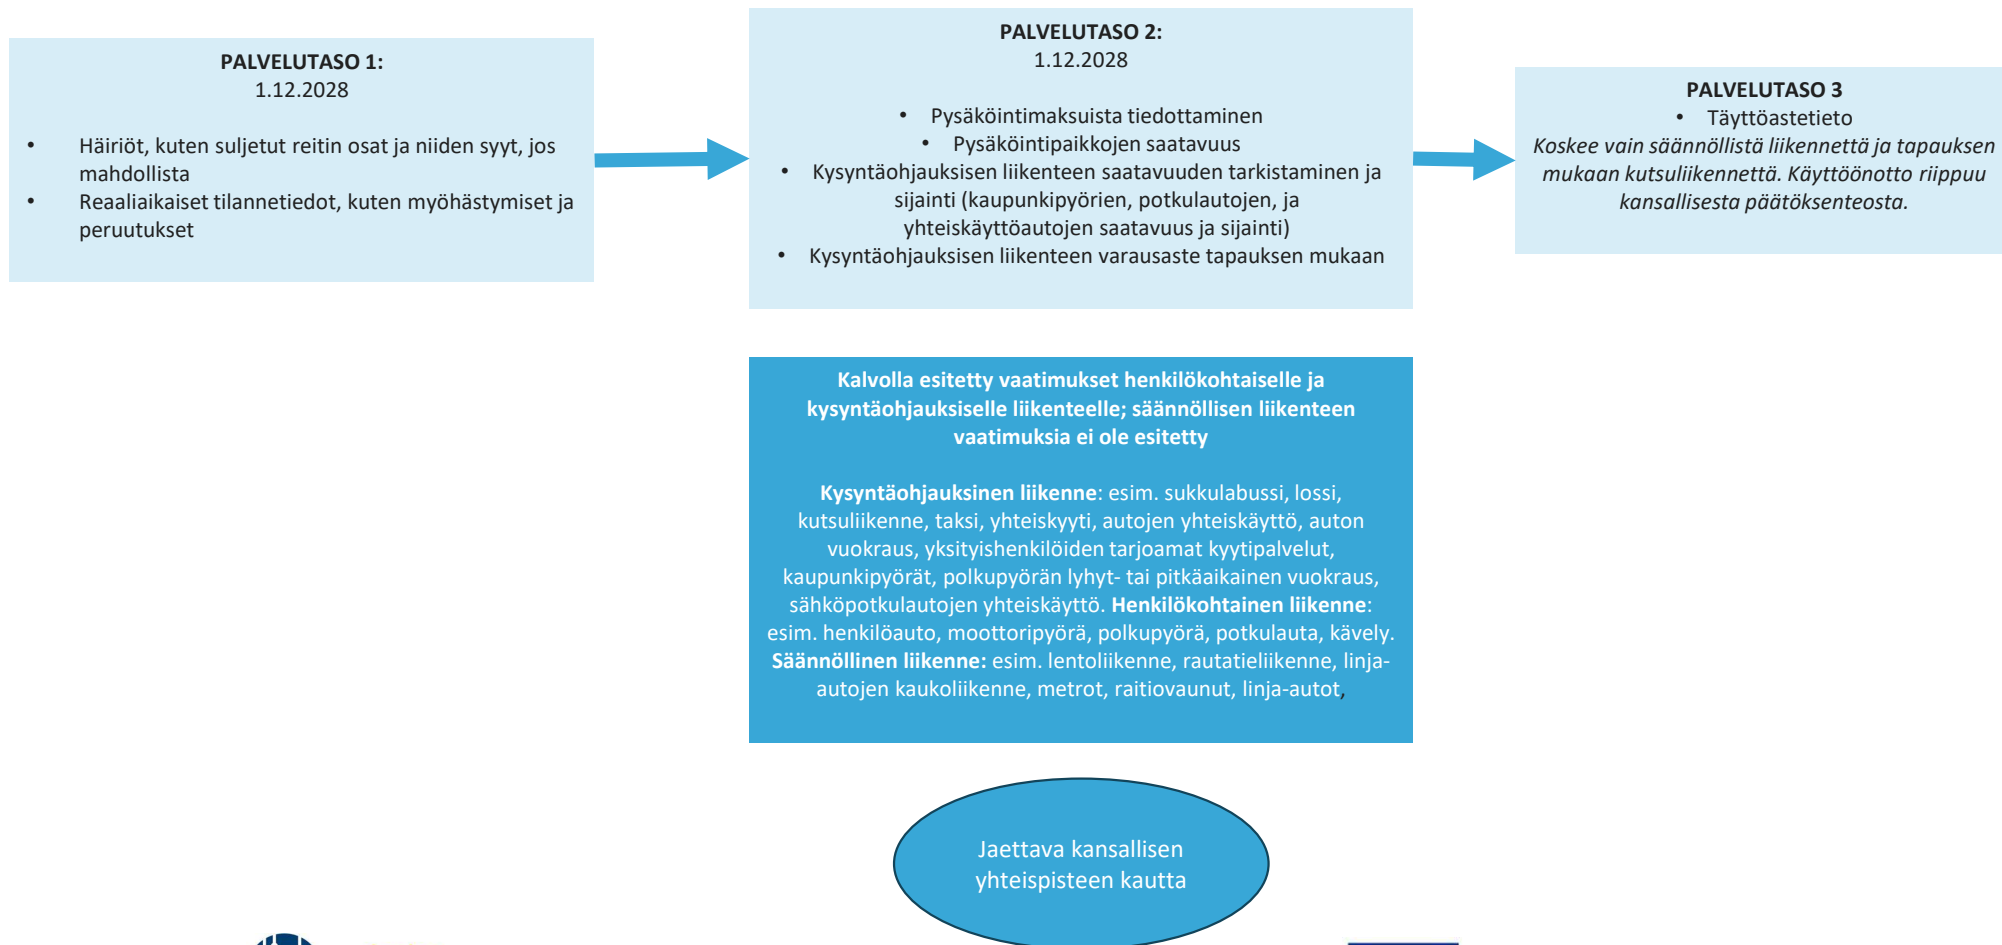 PALVELUTASO 1:
1.12.2028
• Häiriöt, kuten suljetut reitin osat ja niiden syyt, jos
mahdollista
• Reaaliaikaiset tilannetiedot, kuten myöhästymiset ja
peruutukset
PALVELUTASO 2:
1.12.2028
• Pysäköintimaksuista tiedottaminen
• Pysäköintipaikkojen saatavuus
• Kysyntäohjauksisen liikenteen saatavuuden tarkistaminen ja
sijainti (kaupunkipyörien, potkulautojen, ja
yhteiskäyttöautojen saatavuus ja sijainti)
• Kysyntäohjauksisen liikenteen varausaste tapauksen mukaan
PALVELUTASO 3
• Täyttöastetieto
Koskee vain säännöllistä liikennettä ja tapauksen
mukaan kutsuliikennettä. Käyttöönotto riippuu
kansallisesta päätöksenteosta.
Kalvolla esitetty vaatimukset henkilökohtaiselle ja
kysyntäohjauksiselle liikenteelle; säännöllisen liikenteen
vaatimuksia ei ole esitetty
Kysyntäohjauksinen liikenne: esim. sukkulabussi, lossi,
kutsuliikenne, taksi, yhteiskyyti, autojen yhteiskäyttö, auton
vuokraus, yksityishenkilöiden tarjoamat kyytipalvelut,
kaupunkipyörät, polkupyörän lyhyt- tai pitkäaikainen vuokraus,
sähköpotkulautojen yhteiskäyttö. Henkilökohtainen liikenne:
esim. henkilöauto, moottoripyörä, polkupyörä, potkulauta, kävely.
Säännöllinen liikenne: esim. lentoliikenne, rautatieliikenne, linja-
autojen kaukoliikenne, metrot, raitiovaunut, linja-autot,
Jaettava kansallisen
yhteispisteen kautta